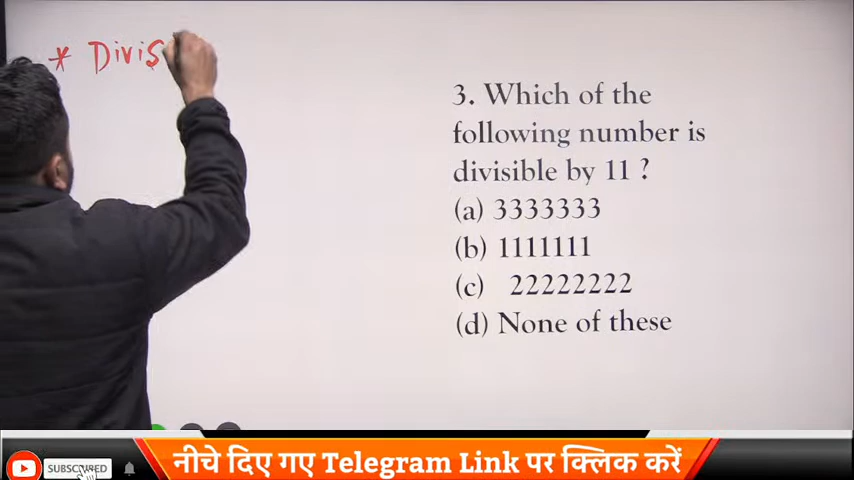 * Divis
3. Which of the
following number is
divisible by 11 ?
(a) 3333333
(b) 1111111
(c) 22222222
(d) None of these
SUBSCRIBED
नीचे दिए गए Telegram Link पर क्लिक करें